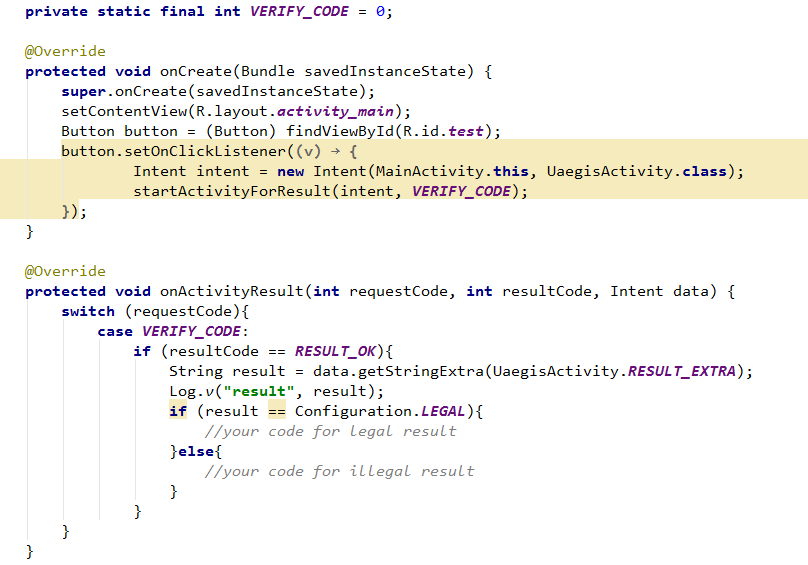 private static final int VERIFY_CODE = 0;
@Override
protected void onCreate(Bundle savedInstanceState) {
super.onCreate(savedInstanceState);
setContentView(R.layout.activity_main);
Button button = (Button) findViewById(R.id.test);
button.setOnClickListener((v) → {
Intent intent = new Intent(MainActivity.this, UaegisActivity.class);
startActivityForResult(intent, VERIFY_CODE);
});
}
@Override
protected void onActivityResult(int requestCode, int resultCode, Intent data) {
switch (requestCode){
case VERIFY_CODE:
if (resultCode == RESULT_OK){
String result = data.getStringExtra(UaegisActivity.RESULT_EXTRA);
Log.v("result", result);
if (result == Configuration.LEGAL){
//your code for legal result
}else{
//your code for illegal result
}
}
}
}